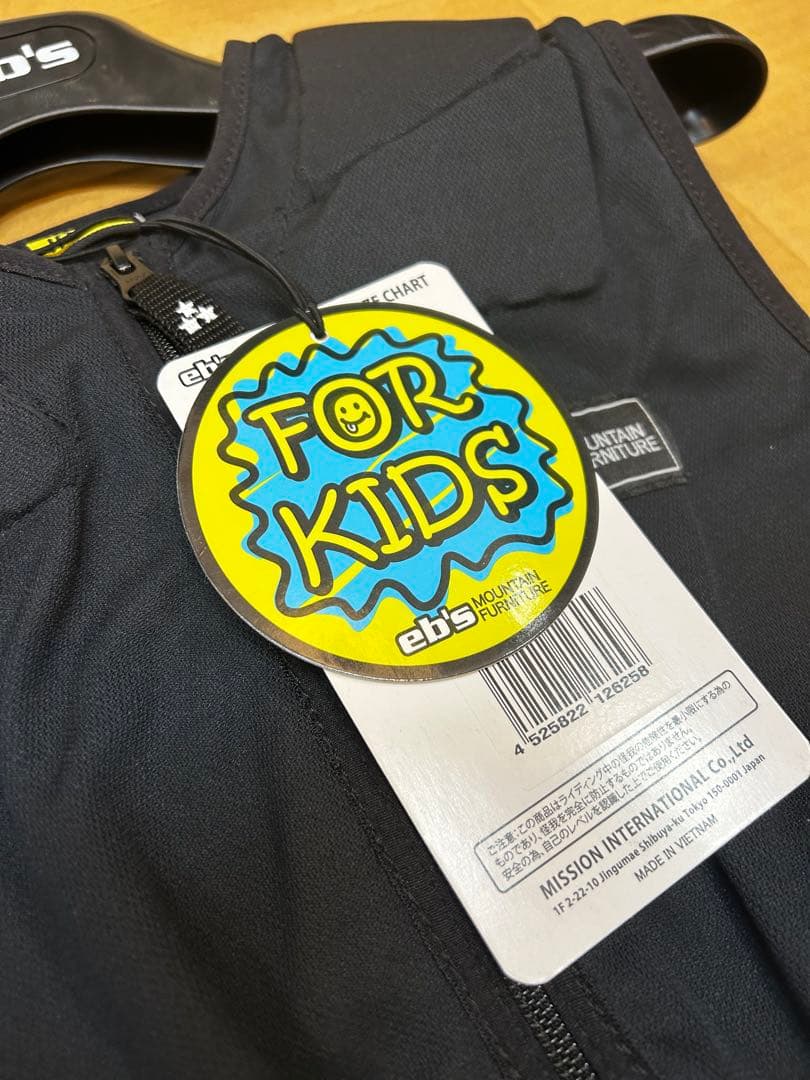 b's
ZE CHART
eb's
FOR
KIDS
eb's MOUNTAIN
FURNITURE
UNTAIN
RNITURE
4 525822 126258
ご注意:この商品はライディング中の怪我の危険性を最小限にする為の
ものであり、怪我を完全に防止するものではありません。
安全の為、自己のレベルを認識した上でご使用ください。
MISSION INTERNATIONAL Co.,Ltd
1F 2-22-10 Jingumae Shibuya-ku Tokyo 150-0001 Japan
MADE IN VIETNAM